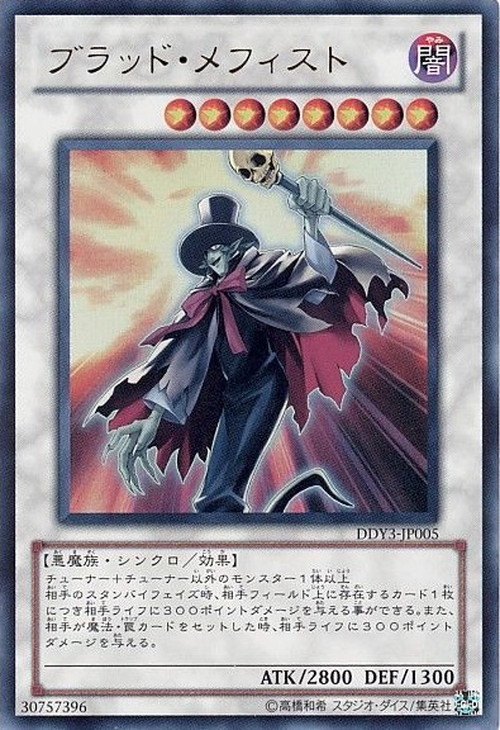 ブラッド・メフィスト
闇
DDY3-JP005
【悪魔族・シンクロ/効果】
チューナー+チューナー以外のモンスター1体以上
相手のスタンバイフェイズ時、相手フィールド上に存在するカード1枚
につき相手ライフに300ポイントダメージを与える事ができる。また、
相手が魔法・罠カードをセットした時、相手ライフに300ポイント
ダメージを与える。
ATK/2800 DEF/1300
30757396
©高橋和希 スタジオ・ダイス/集英社